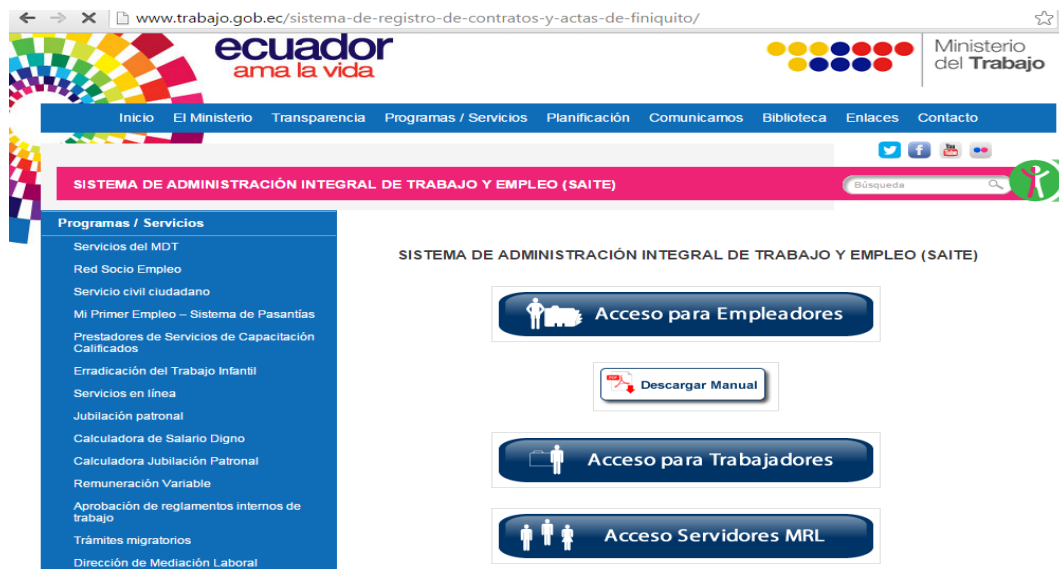 www.trabajo.gob.ec/sistema-de-registro-de-contratos-y-actas-de-finiquito/
ecuador
ama la vida
Ministerio
del Trabajo
Inicio El Ministerio Transparencia Programas / Servicios Planificación Comunicamos Biblioteca Enlaces Contacto
You
Tube
SISTEMA DE ADMINISTRACIÓN INTEGRAL DE TRABAJO Y EMPLEO (SAITE)
Búsqueda
Programas / Servicios
Servicios del MDT
Red Socio Empleo
Servicio civil ciudadano
Mi Primer Empleo – Sistema de Pasantías
Prestadores de Servicios de Capacitación
Calificados
Erradicación del Trabajo Infantil
Servicios en línea
Jubilación patronal
Calculadora de Salario Digno
Calculadora Jubilación Patronal
Remuneración Variable
Aprobación de reglamentos internos de
trabajo
Trámites migratorios
Dirección de Mediación Laboral
SISTEMA DE ADMINISTRACIÓN INTEGRAL DE TRABAJO Y EMPLEO (SAITE)
Acceso para Empleadores
PDF
Descargar Manual
Acceso para Trabajadores
Acceso Servidores MRL